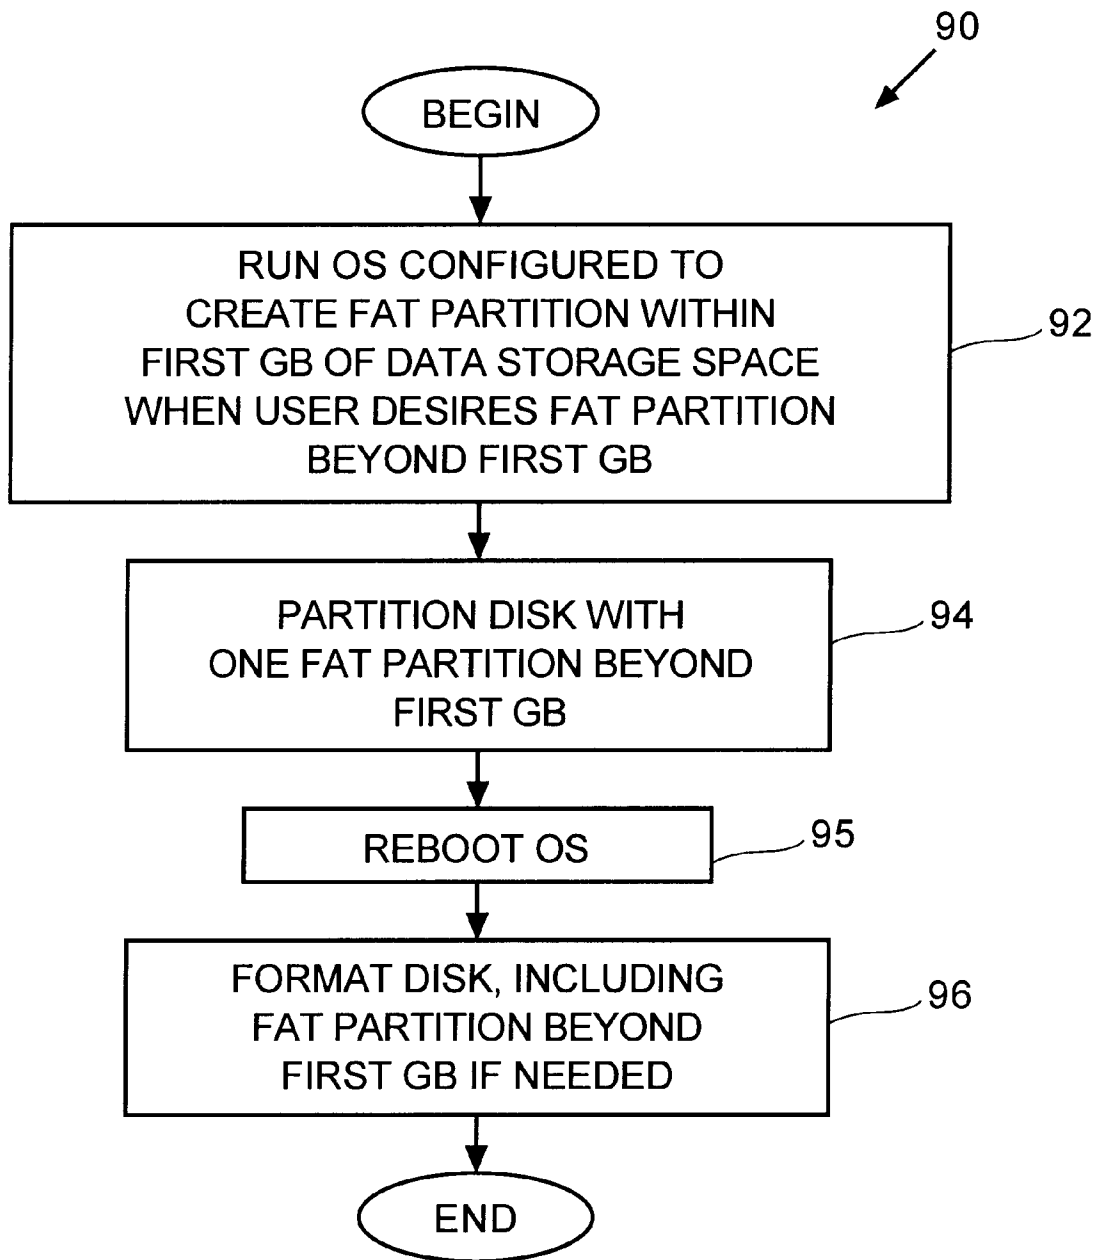 90
BEGIN
RUN OS CONFIGURED TO
CREATE FAT PARTITION WITHIN
FIRST GB OF DATA STORAGE SPACE
WHEN USER DESIRES FAT PARTITION
BEYOND FIRST GB
92
PARTITION DISK WITH
ONE FAT PARTITION BEYOND
FIRST GB
94
REBOOT OS
95
FORMAT DISK, INCLUDING
FAT PARTITION BEYOND
FIRST GB IF NEEDED
96
END